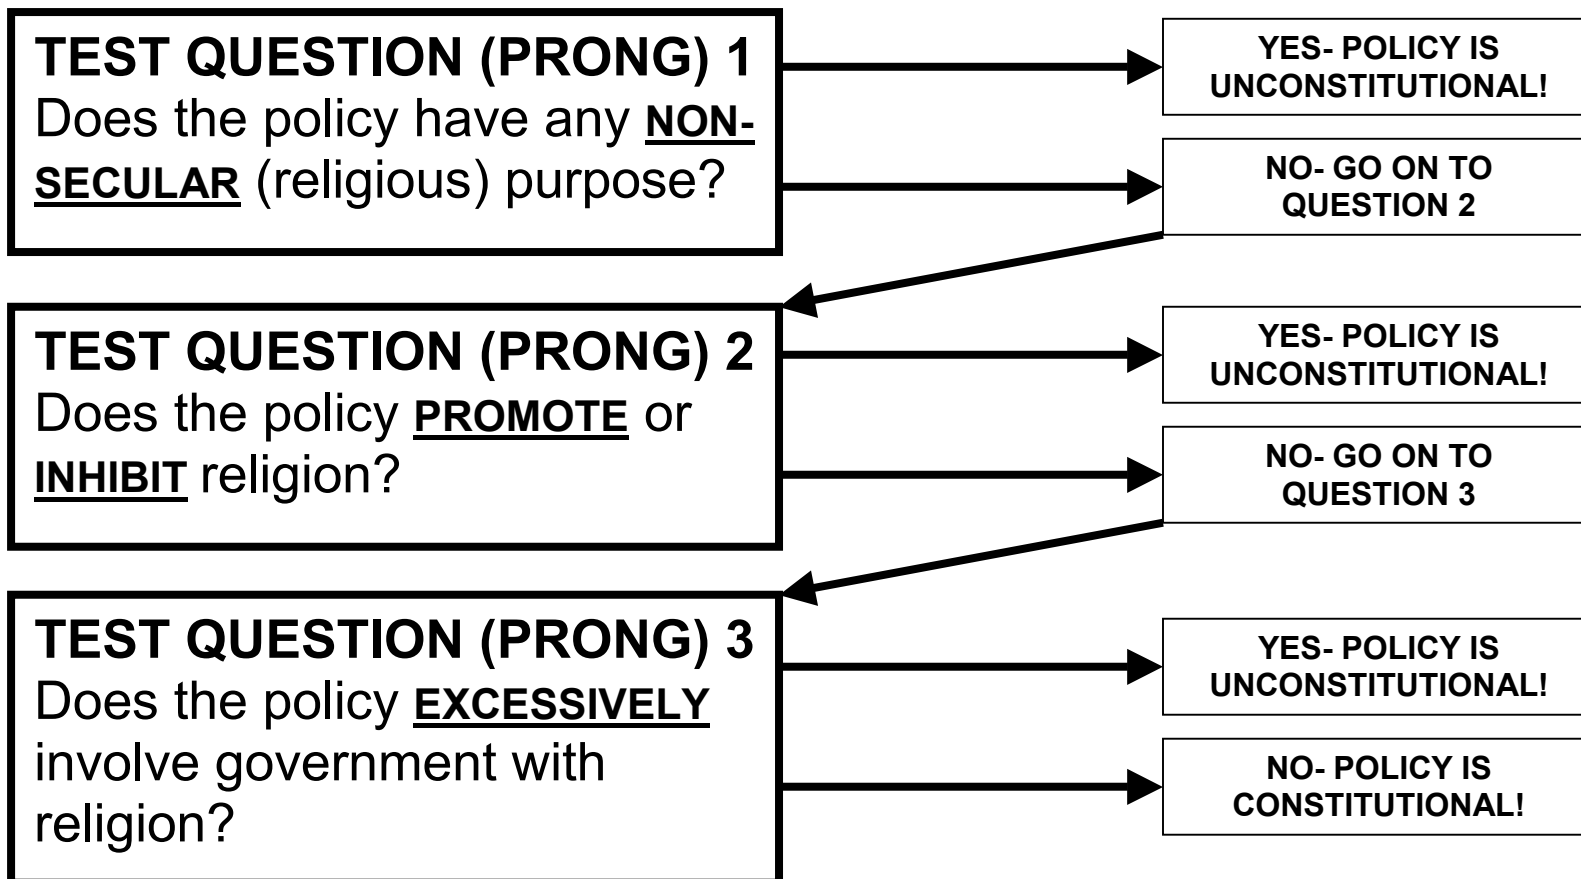 TEST QUESTION (PRONG) 1
Does the policy have any NON-
SECULAR (religious) purpose?
YES- POLICY IS
UNCONSTITUTIONAL!
NO- GO ON TO
QUESTION 2
TEST QUESTION (PRONG) 2
Does the policy PROMOTE or
INHIBIT religion?
YES- POLICY IS
UNCONSTITUTIONAL!
NO- GO ON TO
QUESTION 3
TEST QUESTION (PRONG) 3
Does the policy EXCESSIVELY
involve government with
religion?
YES- POLICY IS
UNCONSTITUTIONAL!
NO- POLICY IS
CONSTITUTIONAL!